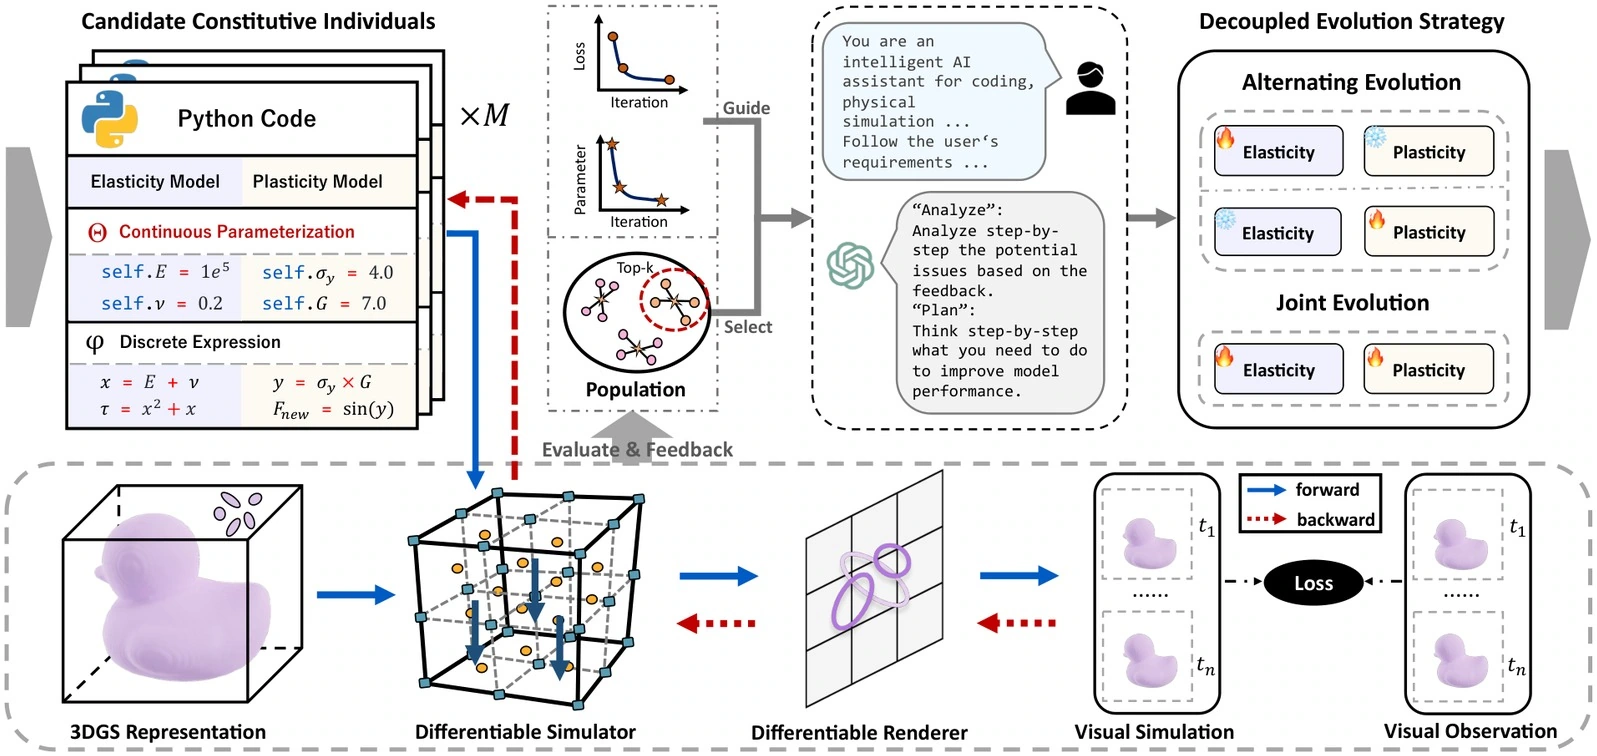 Candidate Constitutive Individuals
Python Code
×M
Elasticity Model
Plasticity Model
Θ Continuous Parameterization
self.E = 1e⁵
self.σ_y = 4.0
self.ν = 0.2
self.G = 7.0
φ Discrete Expression
x = E + ν
y = σ_y × G
τ = x² + x
F_new = sin(y)
Loss
Iteration
Parameter
Iteration
Top-k
Population
Guide
Select
Evaluate & Feedback
You are an
intelligent AI
assistant for coding,
physical
simulation ...
Follow the user‘s
requirements ...
“Analyze”:
Analyze step-by-
step the potential
issues based on the
feedback.
“Plan”:
Think step-by-step
what you need to do
to improve model
performance.
Decoupled Evolution Strategy
Alternating Evolution
Elasticity
Plasticity
Elasticity
Plasticity
Joint Evolution
Elasticity
Plasticity
3DGS Representation
Differentiable Simulator
Differentiable Renderer
t₁
......
tₙ
Visual Simulation
forward
backward
Loss
t₁
......
tₙ
Visual Observation